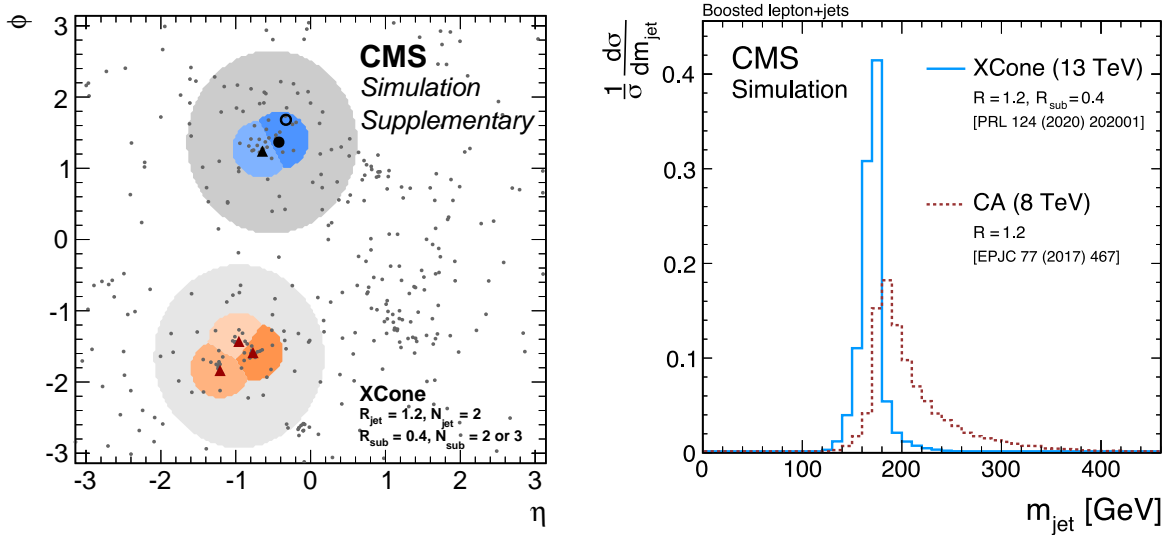 ϕ
3
2
1
0
-1
-2
-3
CMS
Simulation
Supplementary
XCone
R_jet = 1.2, N_jet = 2
R_sub = 0.4, N_sub = 2 or 3
-3 -2 -1 0 1 2 3
η
Boosted lepton+jets
1/σ dσ/dm_jet
0.4
0.3
0.2
0.1
0
CMS
Simulation
XCone (13 TeV)
R = 1.2, R_sub = 0.4
[PRL 124 (2020) 202001]
CA (8 TeV)
R = 1.2
[EPJC 77 (2017) 467]
0 100 200 300 400
m_jet [GeV]